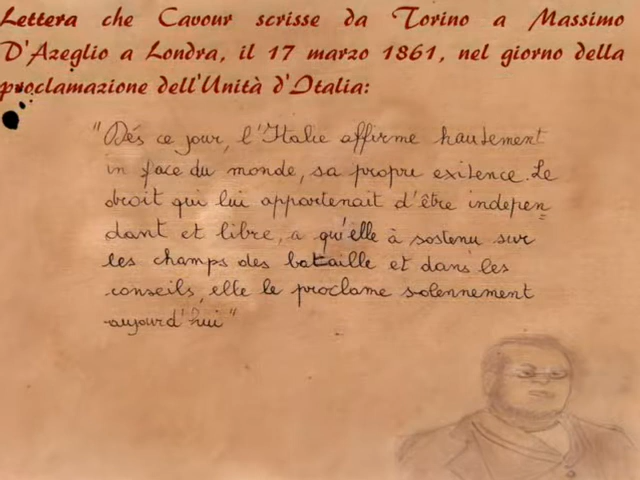 Lettera che Cavour scrisse da Torino a Massimo
D'Azeglio a Londra, il 17 marzo 1861, nel giorno della
proclamazione dell'Unità d'Italia:
"Dés ce jour, l'Italie affirme hautement
in face du monde, sa propre existence. Le
droit qui lui appartenait d'être indepen=
dant et libre, a qu'elle à sostenu sur
les champs des bataille et dans les
conseils, elle le proclame solennement
aujourd'hui"